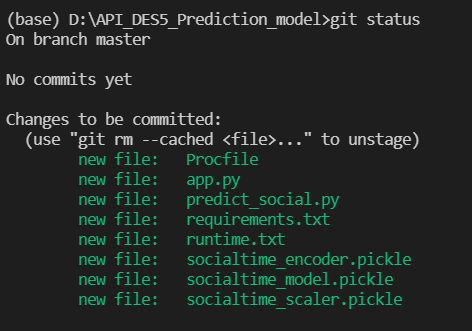 (base) D:\API_DES5_Prediction_model>git status
On branch master
No commits yet
Changes to be committed:
(use "git rm --cached <file>..." to unstage)
new file: Procfile
new file: app.py
new file: predict_social.py
new file: requirements.txt
new file: runtime.txt
new file: socialtime_encoder.pickle
new file: socialtime_model.pickle
new file: socialtime_scaler.pickle